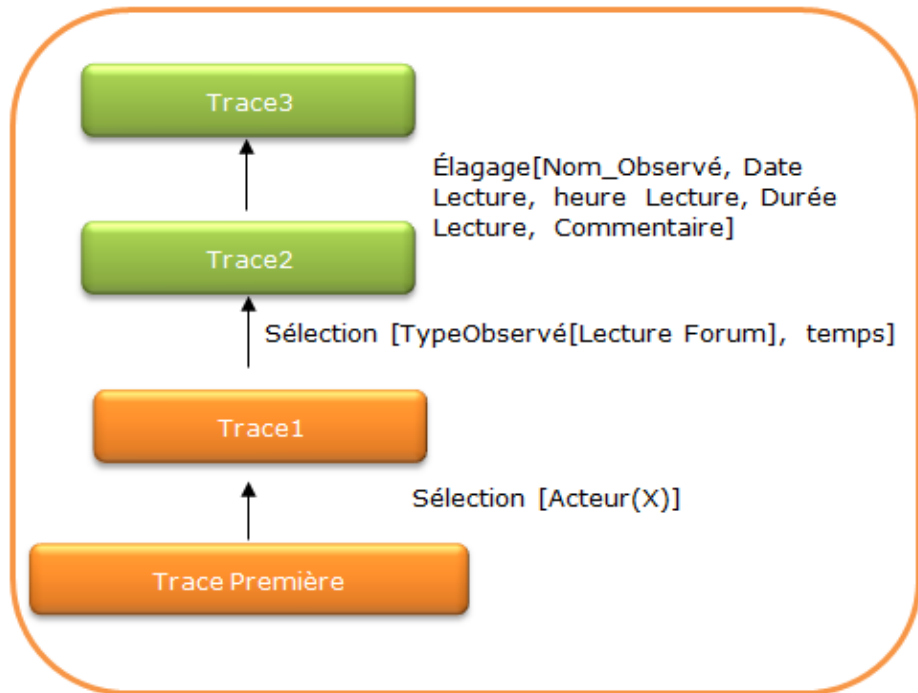 Trace3
Élagage[Nom_Observé, Date
Lecture, heure Lecture, Durée
Lecture, Commentaire]
Trace2
Sélection [TypeObservé[Lecture Forum], temps]
Trace1
Sélection [Acteur(X)]
Trace Première